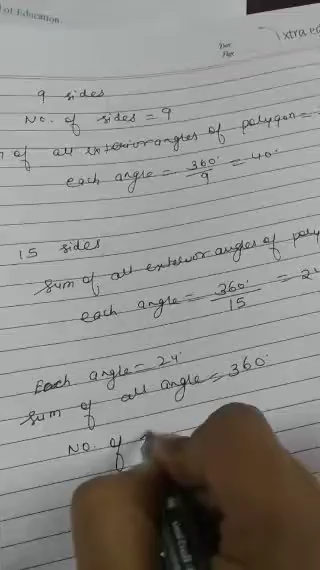 of Education
Date
Page
Extra
9 sides
No. of sides = 9
of all exterior angles of polygon =
each angle = 360°/9 = 40°
15 sides
Sum of all exterior angles of poly
each angle = 360°/15 = 24
Each angle = 24°
Sum of all angle = 360°
No. of